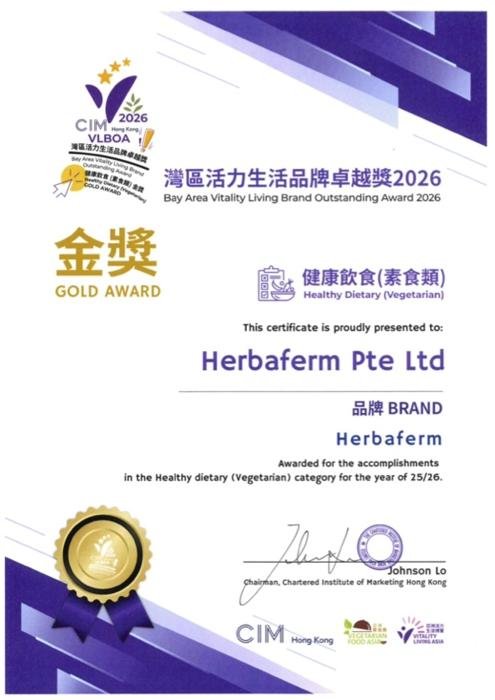 2026
CIM Hong Kong
VLBOA
灣區活力生活品牌卓越獎
Bay Area Vitality Living Brand
Outstanding Award
健康飲食(素食類)金獎
Healthy Dietary (Vegetarian)
GOLD AWARD
灣區活力生活品牌卓越獎2026
Bay Area Vitality Living Brand Outstanding Award 2026
金獎
GOLD AWARD
健康飲食(素食類)
Healthy Dietary (Vegetarian)
This certificate is proudly presented to:
Herbaferm Pte Ltd
品牌 BRAND
Herbaferm
Awarded for the accomplishments
in the Healthy dietary (Vegetarian) category for the year of 25/26.
Johnson Lo
Chairman, Chartered Institute of Marketing Hong Kong
CIM Hong Kong
VEGETARIAN
FOOD ASIA
VITALITY
LIVING ASIA